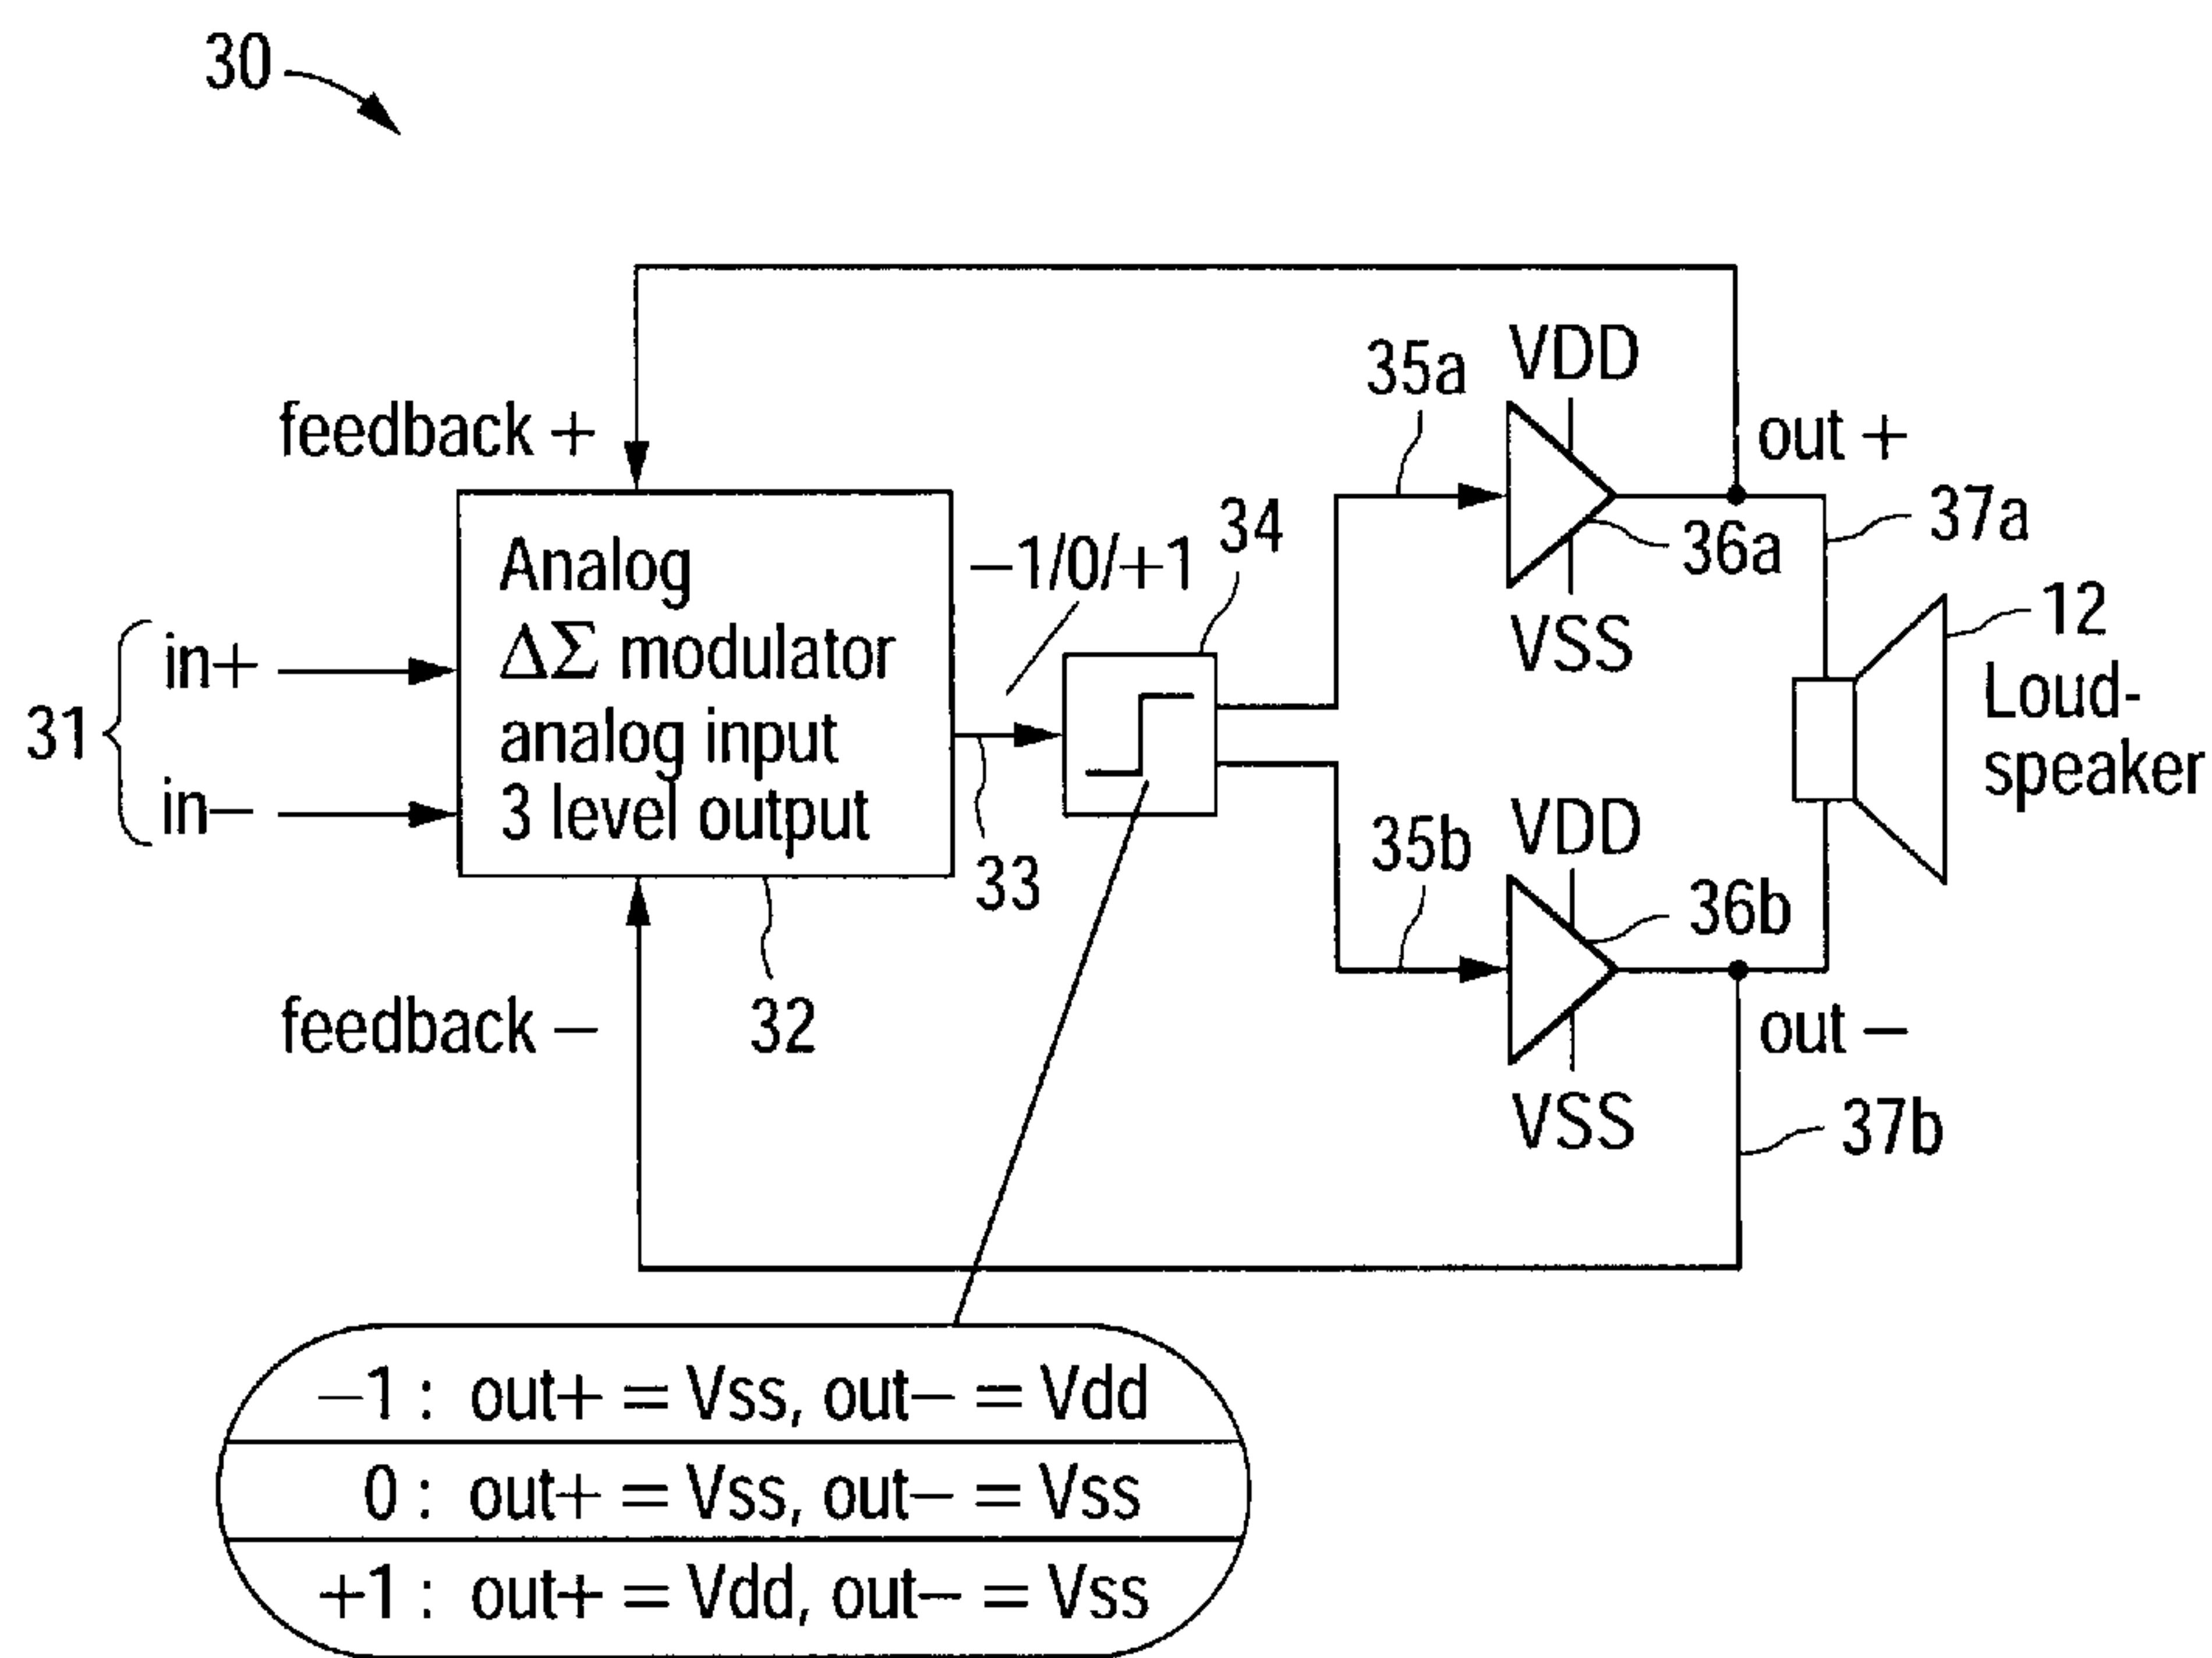 30
feedback +
35a
VDD
out +
37a
36a
VSS
12
Loud-
speaker
31
in+
in−
Analog
ΔΣ modulator
analog input
3 level output
−1/0/+1
34
33
32
35b
VDD
36b
VSS
out −
37b
feedback −
−1 : out+ = Vss, out− = Vdd
0 : out+ = Vss, out− = Vss
+1 : out+ = Vdd, out− = Vss